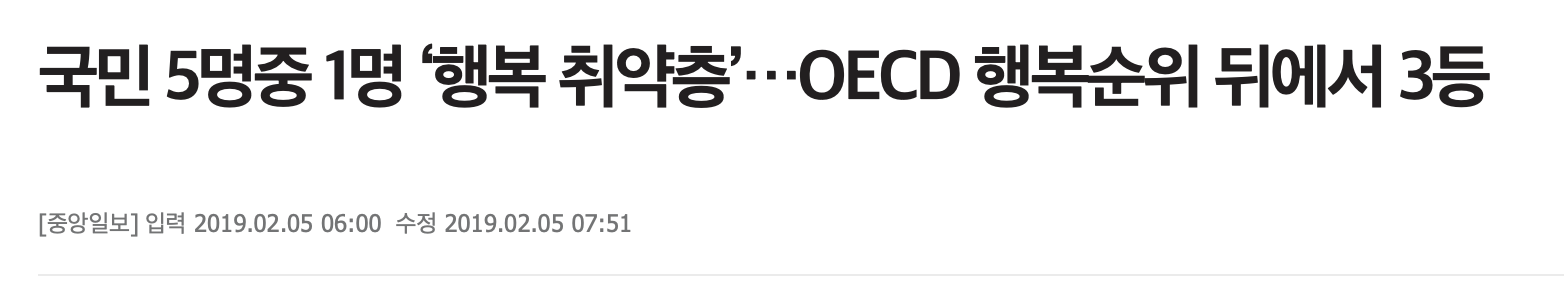 국민 5명중 1명 ‘행복 취약층’…OECD 행복순위 뒤에서 3등
[중앙일보] 입력 2019.02.05 06:00 수정 2019.02.05 07:51